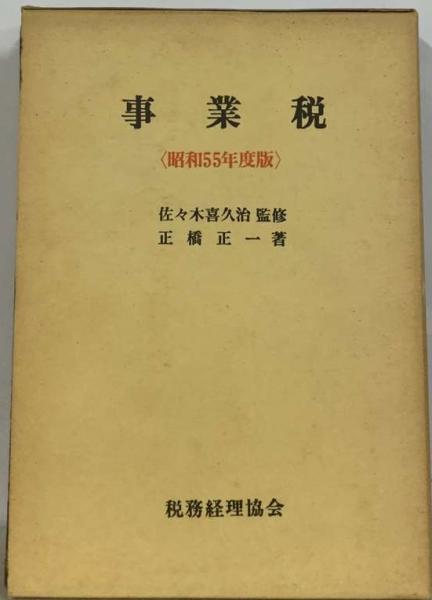 事業税
〈昭和55年度版〉
佐々木喜久治 監修
正橋正一著
税務経理協会